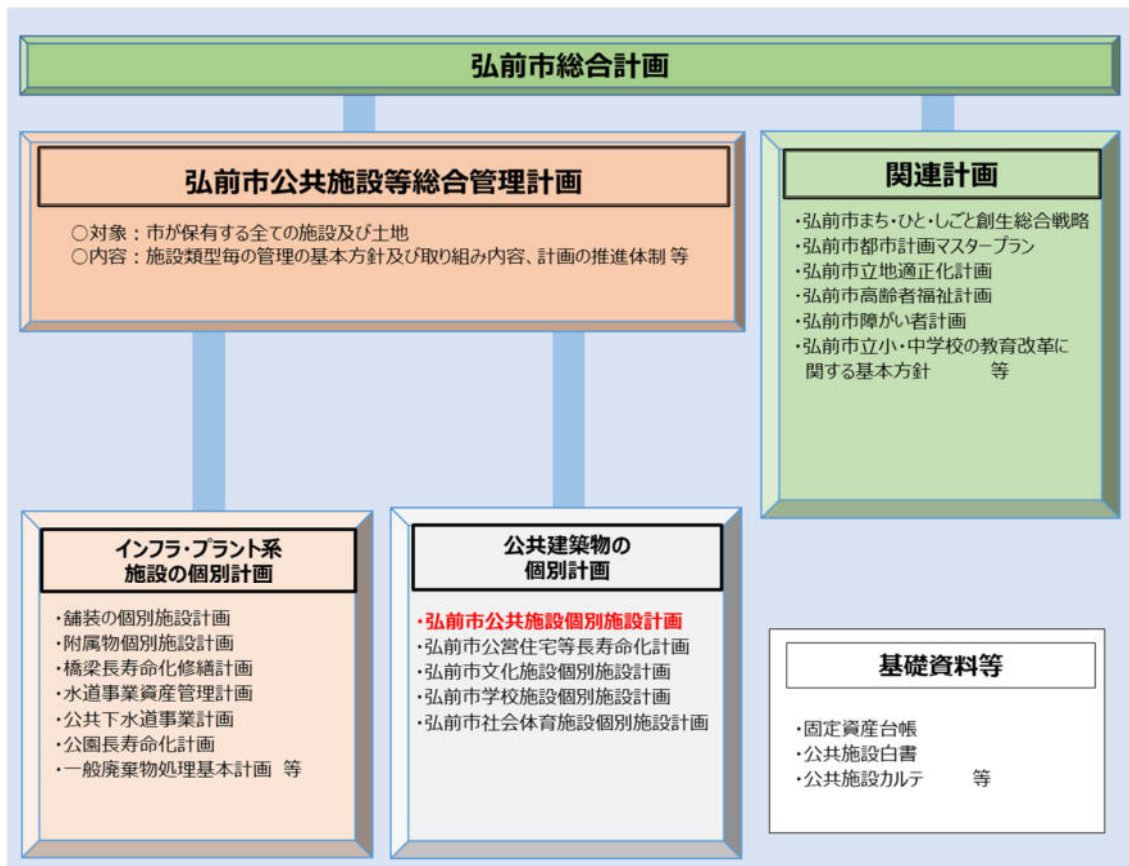 弘前市総合計画
弘前市公共施設等総合管理計画
○対象：市が保有する全ての施設及び土地
○内容：施設類型毎の管理の基本方針及び取り組み内容、計画の推進体制 等
関連計画
・弘前市まち・ひと・しごと創生総合戦略
・弘前市都市計画マスタープラン
・弘前市立地適正化計画
・弘前市高齢者福祉計画
・弘前市障がい者計画
・弘前市立小・中学校の教育改革に
関する基本方針　　　等
インフラ・プラント系
施設の個別計画
・舗装の個別施設計画
・附属物個別施設計画
・橋梁長寿命化修繕計画
・水道事業資産管理計画
・公共下水道事業計画
・公園長寿命化計画
・一般廃棄物処理基本計画 等
公共建築物の
個別計画
・弘前市公共施設個別施設計画
・弘前市公営住宅等長寿命化計画
・弘前市文化施設個別施設計画
・弘前市学校施設個別施設計画
・弘前市社会体育施設個別施設計画
基礎資料等
・固定資産台帳
・公共施設白書
・公共施設カルテ　　　等